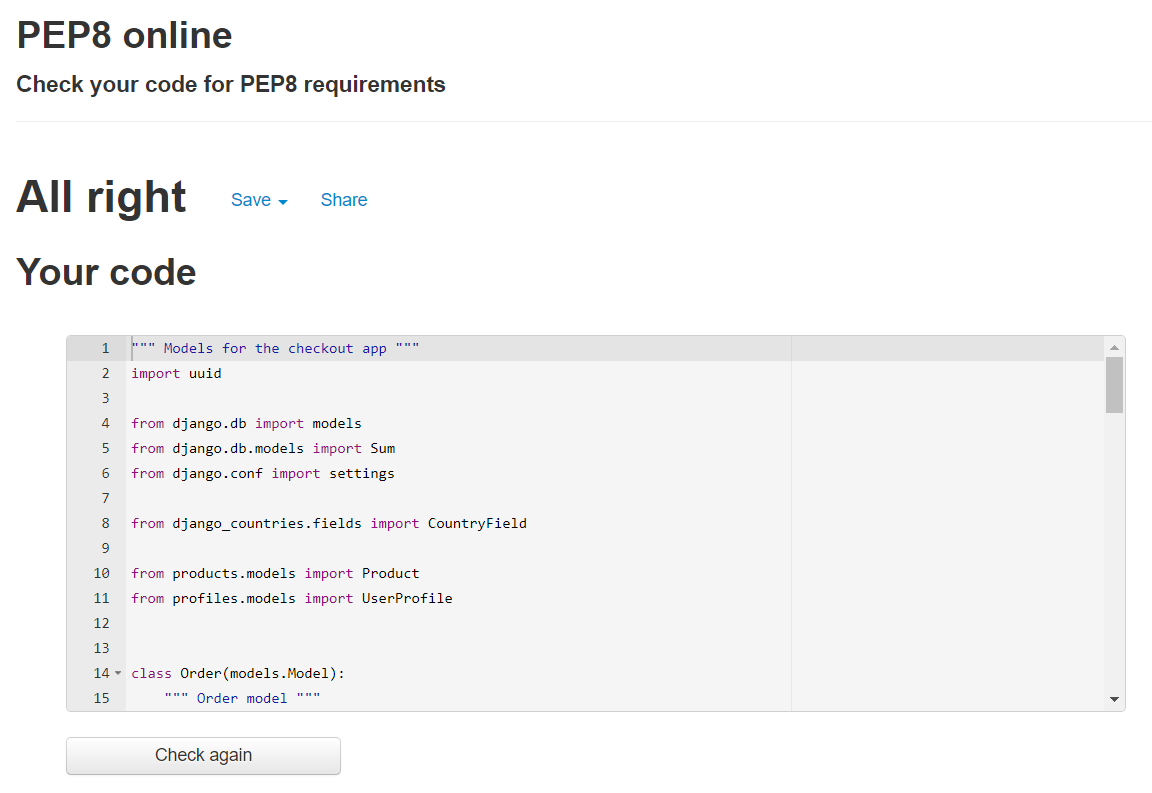 PEP8 online
Check your code for PEP8 requirements
All right Save Share
Your code
1 """ Models for the checkout app """
2 import uuid
3
4 from django.db import models
5 from django.db.models import Sum
6 from django.conf import settings
7
8 from django_countries.fields import CountryField
9
10 from products.models import Product
11 from profiles.models import UserProfile
12
13
14 class Order(models.Model):
15     """ Order model """
Check again